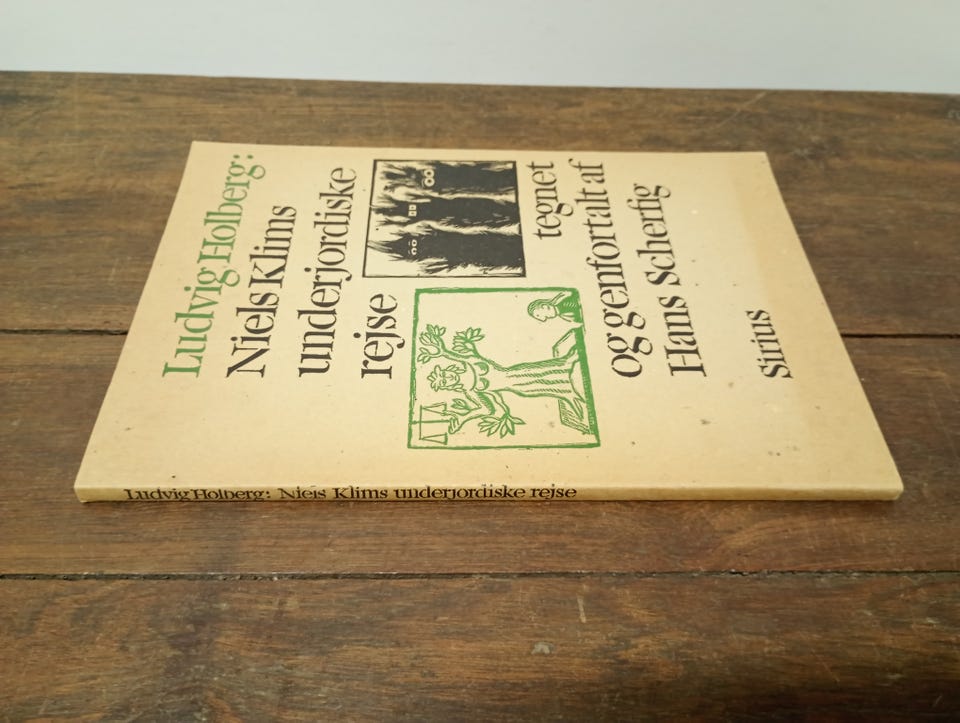 Ludvig Holberg:
Niels Klims
underjordiske
rejse
tegnet
og genfortalt af
Hans Scherfig
Sirius
Ludvig Holberg: Niels Klims underjordiske rejse